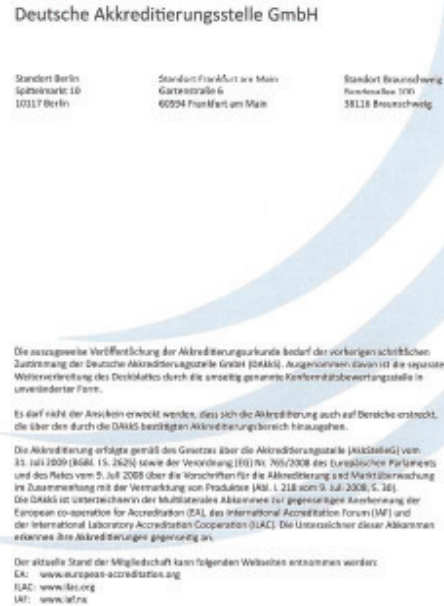 Deutsche Akkreditierungsstelle GmbH
Standort Berlin
Spittelmarkt 10
10117 Berlin
Standort Frankfurt am Main
Gartenstraße 6
60594 Frankfurt am Main
Standort Braunschweig
Bundesallee 100
38116 Braunschweig
Die auszugsweise Veröffentlichung der Akkreditierungsurkunde bedarf der vorherigen schriftlichen
Zustimmung der Deutsche Akkreditierungsstelle GmbH (DAkkS). Ausgenommen davon ist die separate
Weiterverbreitung des Deckblattes durch die umseitig genannte Konformitätsbewertungsstelle in
unveränderter Form.
Es darf nicht der Anschein erweckt werden, dass sich die Akkreditierung auch auf Bereiche erstreckt,
die über den durch die DAkkS bestätigten Akkreditierungsbereich hinausgehen.
Die Akkreditierung erfolgte gemäß des Gesetzes über die Akkreditierungsstelle (AkkStelleG) vom
31. Juli 2009 (BGBl. I S. 2625) sowie der Verordnung (EG) Nr. 765/2008 des Europäischen Parlaments
und des Rates vom 9. Juli 2008 über die Vorschriften für die Akkreditierung und Marktüberwachung
im Zusammenhang mit der Vermarktung von Produkten (Abl. L 218 vom 9. Juli 2008, S. 30).
Die DAkkS ist Unterzeichnerin der Multilateralen Abkommen zur gegenseitigen Anerkennung der
European co-operation for Accreditation (EA), des International Accreditation Forum (IAF) und
der International Laboratory Accreditation Cooperation (ILAC). Die Unterzeichner dieser Abkommen
erkennen ihre Akkreditierungen gegenseitig an.
Der aktuelle Stand der Mitgliedschaft kann folgenden Webseiten entnommen werden:
EA: www.european-accreditation.org
ILAC: www.ilac.org
IAF: www.iaf.nu